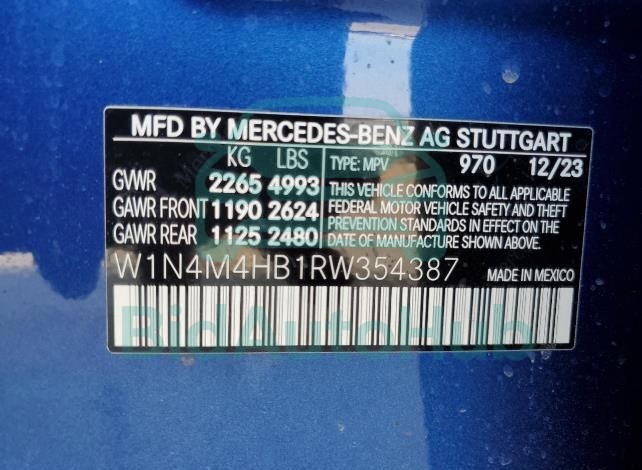 MFD BY MERCEDES-BENZ AG STUTTGART
KG LBS TYPE: MPV 970 12/23
GVWR 2265 4993
GAWR FRONT 1190 2624
GAWR REAR 1125 2480
THIS VEHICLE CONFORMS TO ALL APPLICABLE
FEDERAL MOTOR VEHICLE SAFETY AND THEFT
PREVENTION STANDARDS IN EFFECT ON THE
DATE OF MANUFACTURE SHOWN ABOVE.
W1N4M4HB1RW354387 MADE IN MEXICO
BidAutoHub